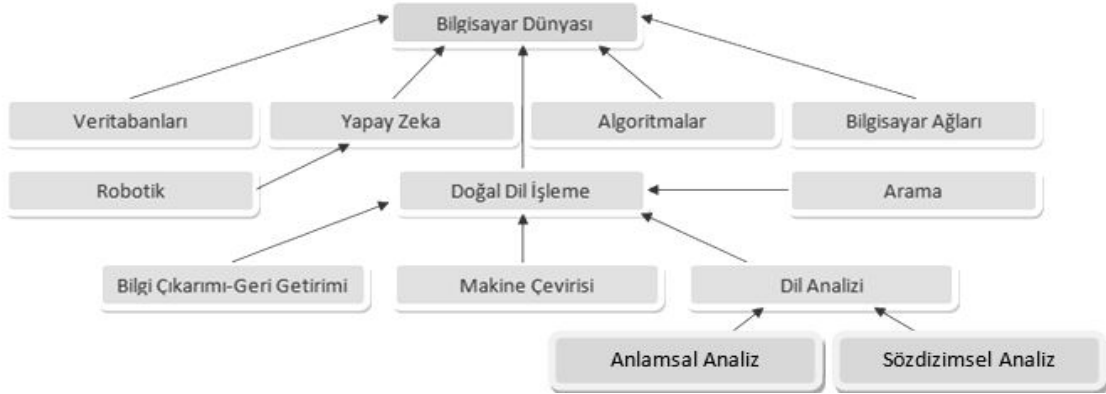 Bilgisayar Dünyası
Veritabanları
Yapay Zeka
Algoritmalar
Bilgisayar Ağları
Robotik
Doğal Dil İşleme
Arama
Bilgi Çıkarımı-Geri Getirimi
Makine Çevirisi
Dil Analizi
Anlamsal Analiz
Sözdizimsel Analiz